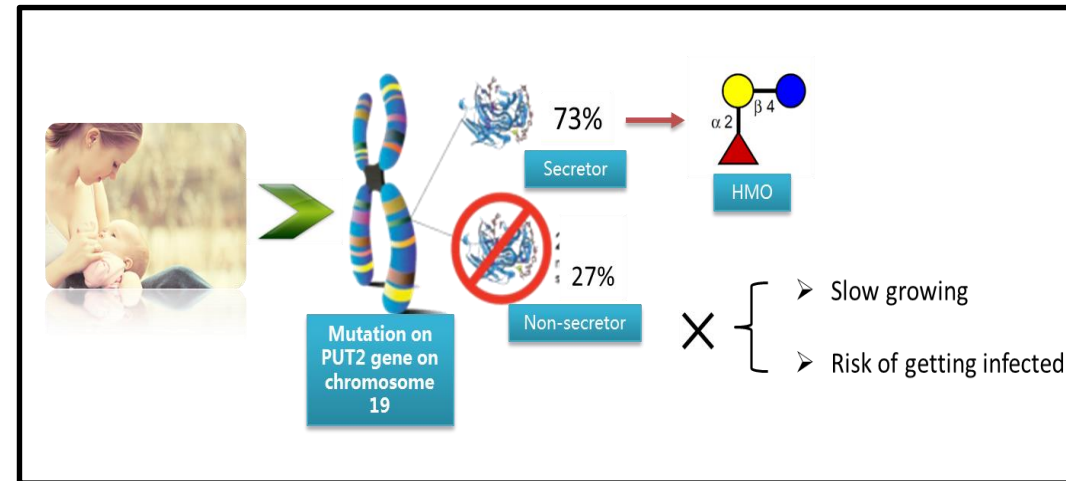 73%
Secretor
α 2
β 4
HMO
27%
Non-secretor
Mutation on
PUT2 gene on
chromosome
19
X
➢ Slow growing
➢ Risk of getting infected